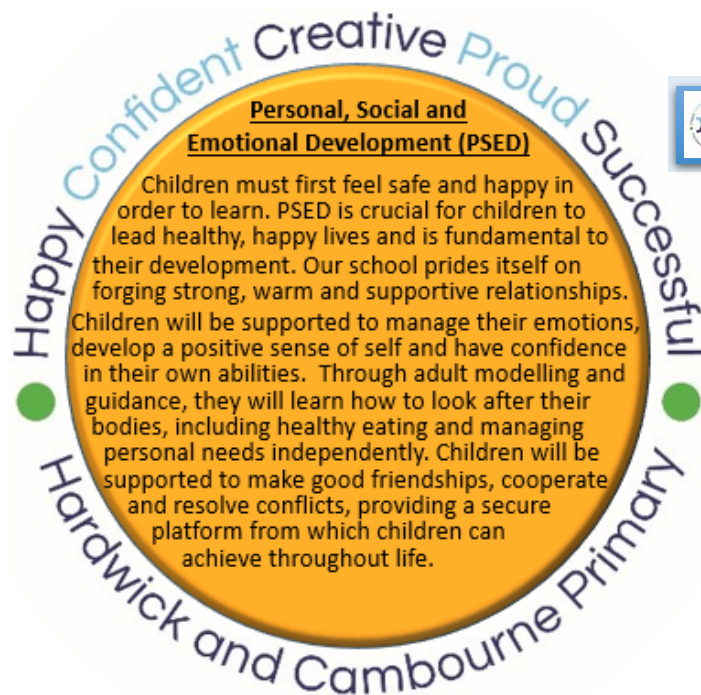 Happy Confident Creative Proud Successful
Personal, Social and
Emotional Development (PSED)
Children must first feel safe and happy in
order to learn. PSED is crucial for children to
lead healthy, happy lives and is fundamental to
their development. Our school prides itself on
forging strong, warm and supportive relationships.
Children will be supported to manage their emotions,
develop a positive sense of self and have confidence
in their own abilities.  Through adult modelling and
guidance, they will learn how to look after their
bodies, including healthy eating and managing
personal needs independently. Children will be
supported to make good friendships, cooperate
and resolve conflicts, providing a secure
platform from which children can
achieve throughout life.
Hardwick and Cambourne Primary